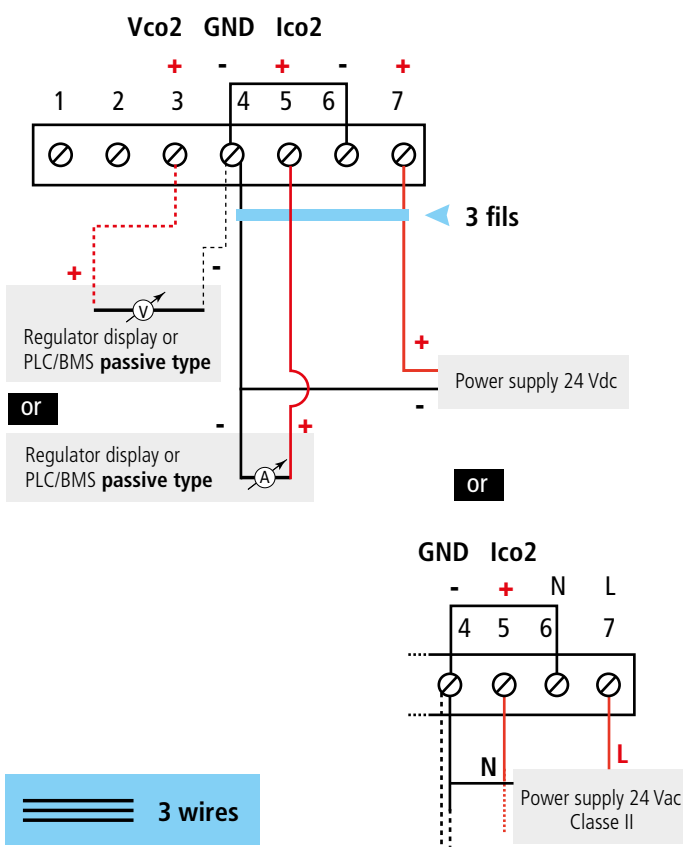 Vco2 GND Ico2
+ - + - +
1 2 3 4 5 6 7
3 fils
+ -
V
Regulator display or
PLC/BMS passive type
+
Power supply 24 Vdc
-
or
- +
Regulator display or
PLC/BMS passive type
A
or
GND Ico2
- + N L
4 5 6 7
N L
Power supply 24 Vac
Classe II
3 wires